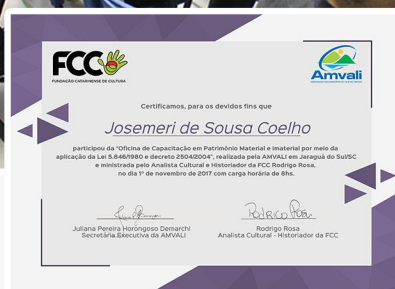 FCC
FUNDAÇÃO CATARINENSE DE CULTURA
Amvali
Certificamos, para os devidos fins que
Josemeri de Sousa Coelho
participou da "Oficina de Capacitação em Patrimônio Material e Imaterial por meio da
aplicação da Lei 5.846/1980 e decreto 2504/2004", realizada pela AMVALI em Jaraguá do Sul/SC
e ministrada pelo Analista Cultural e Historiador da FCC Rodrigo Rosa,
no dia 1º de novembro de 2017 com carga horária de 8hs.
Rodrigo Rosa
Juliana Pereira Horongoso Demarchi
Secretária Executiva da AMVALI
Rodrigo Rosa
Analista Cultural - Historiador da FCC